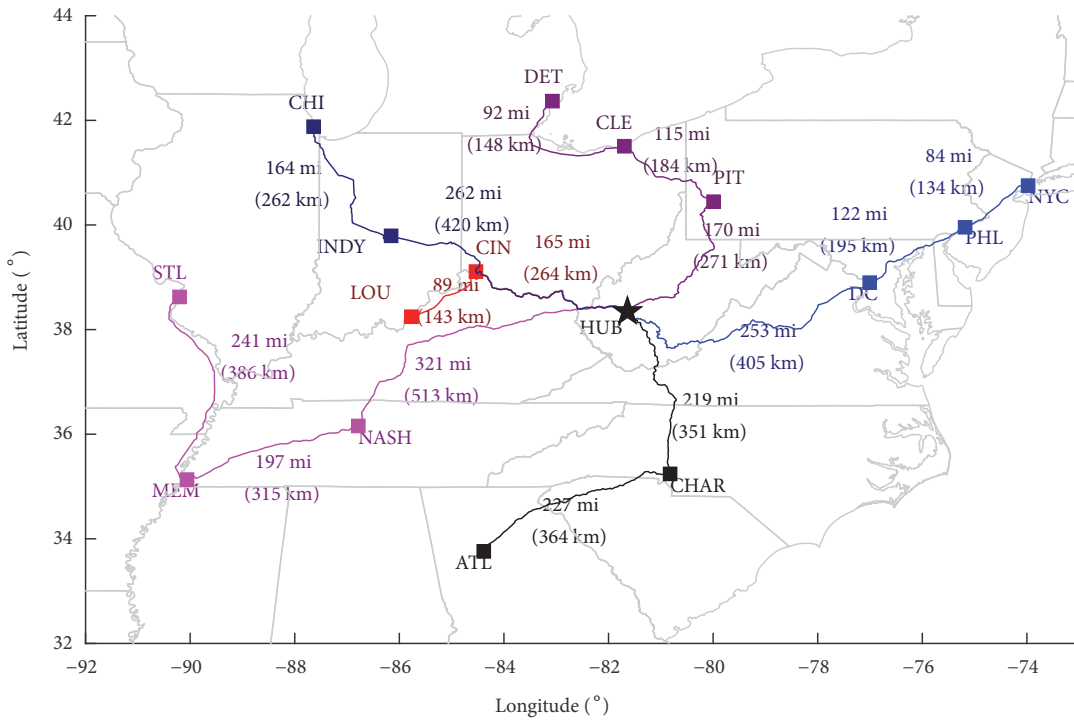 44
42
40
38
36
34
32
Latitude (°)
DET
92 mi
(148 km)
CHI
CLE
115 mi
(184 km)
164 mi
(262 km)
84 mi
(134 km)
PIT
NYC
262 mi
(420 km)
122 mi
(195 km)
INDY
CIN
170 mi
(271 km)
PHL
165 mi
(264 km)
STL
LOU
89 mi
(143 km)
DC
HUB
241 mi
(386 km)
253 mi
(405 km)
321 mi
(513 km)
219 mi
(351 km)
NASH
197 mi
(315 km)
MEM
CHAR
227 mi
(364 km)
ATL
−92
−90
−88
−86
−84
−82
−80
−78
−76
−74
Longitude (°)